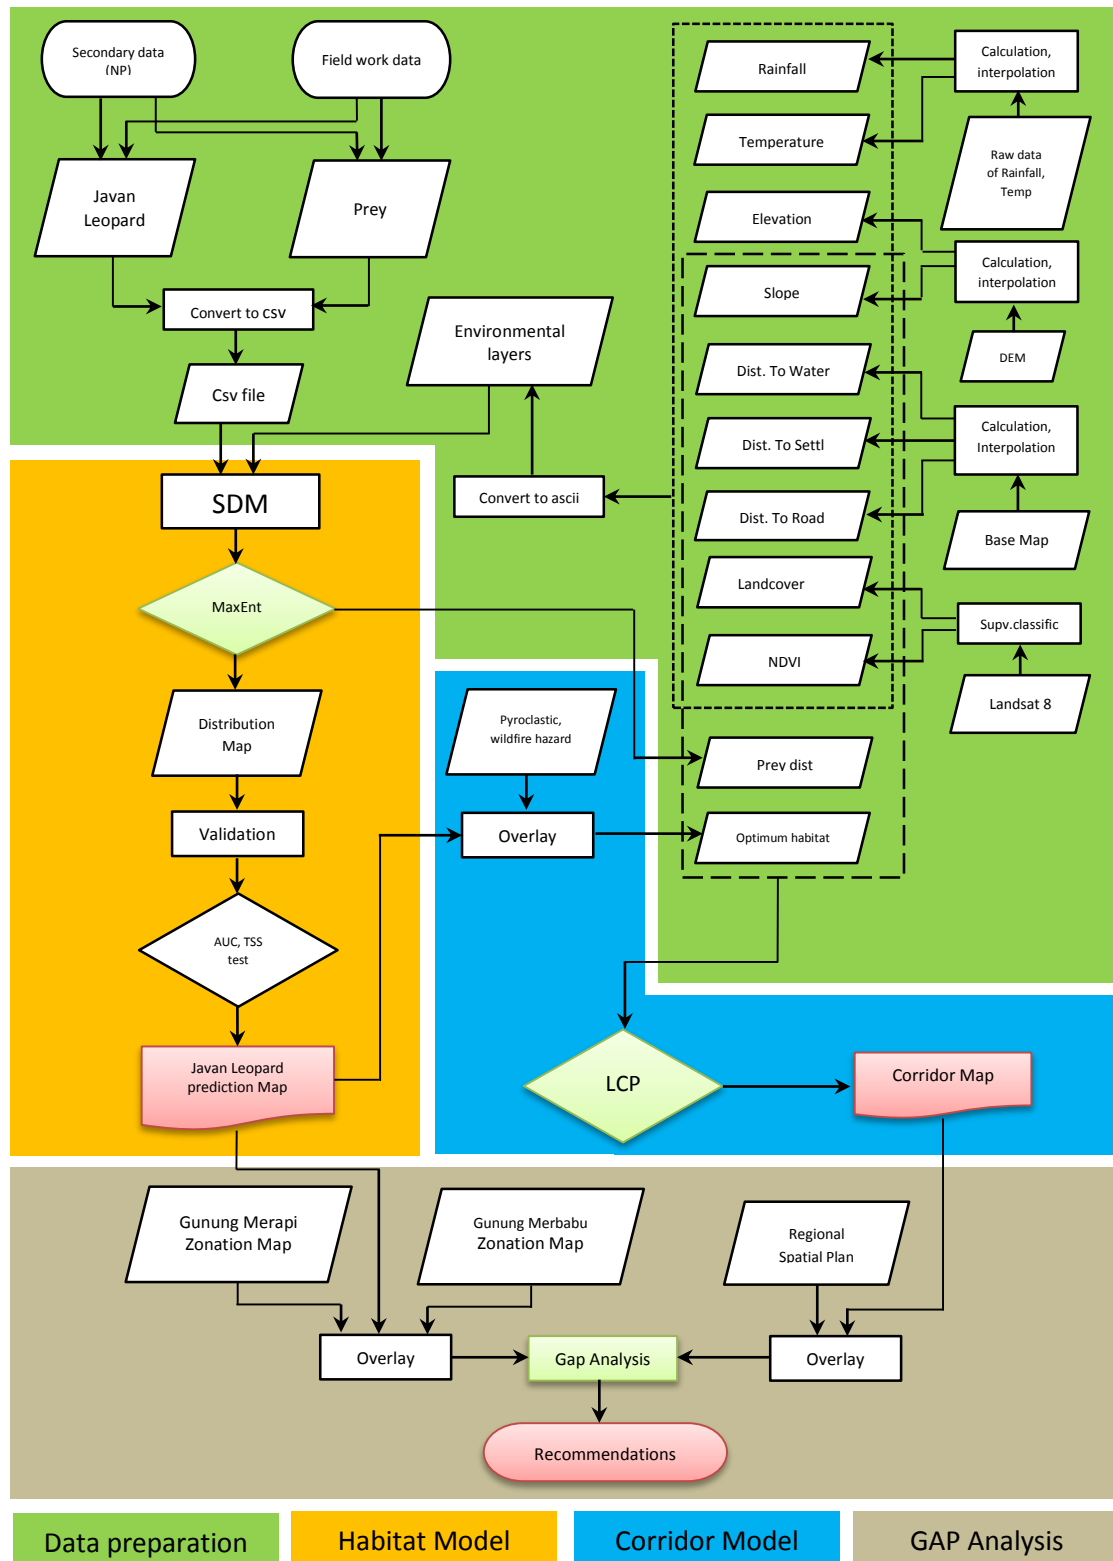 Secondary data
(NP)
Field work data
Javan
Leopard
Prey
Convert to csv
Csv file
Environmental
layers
Convert to ascii
Rainfall
Temperature
Elevation
Slope
Dist. To Water
Dist. To Settl
Dist. To Road
Landcover
NDVI
Prey dist
Optimum habitat
Calculation,
interpolation
Raw data
of Rainfall,
Temp
Calculation,
interpolation
DEM
Calculation,
Interpolation
Base Map
Supv.classific
Landsat 8
SDM
MaxEnt
Distribution
Map
Validation
AUC, TSS
test
Javan Leopard
prediction Map
Pyroclastic,
wildfire hazard
Overlay
LCP
Corridor Map
Gunung Merapi
Zonation Map
Gunung Merbabu
Zonation Map
Regional
Spatial Plan
Overlay
Gap Analysis
Overlay
Recommendations
Data preparation
Habitat Model
Corridor Model
GAP Analysis